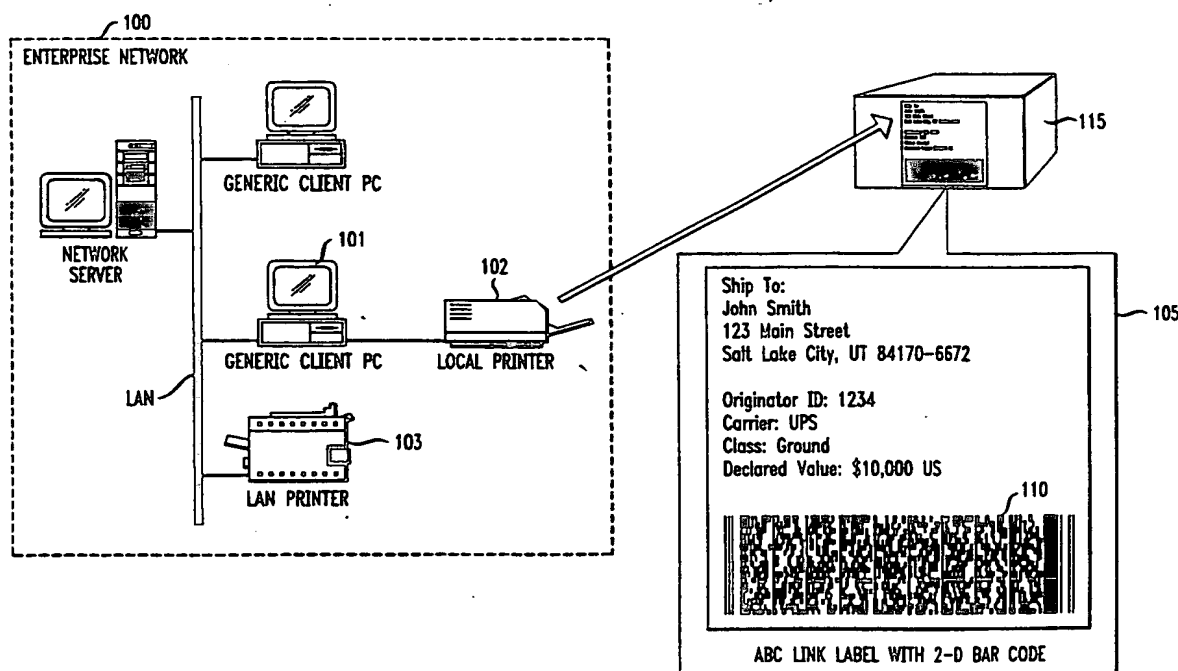 100
ENTERPRISE NETWORK
GENERIC CLIENT PC
NETWORK
SERVER
101
GENERIC CLIENT PC
102
LOCAL PRINTER
LAN
103
LAN PRINTER
115
105
Ship To:
John Smith
123 Main Street
Salt Lake City, UT 84170-6672
Originator ID: 1234
Carrier: UPS
Class: Ground
Declared Value: $10,000 US
110
ABC LINK LABEL WITH 2-D BAR CODE